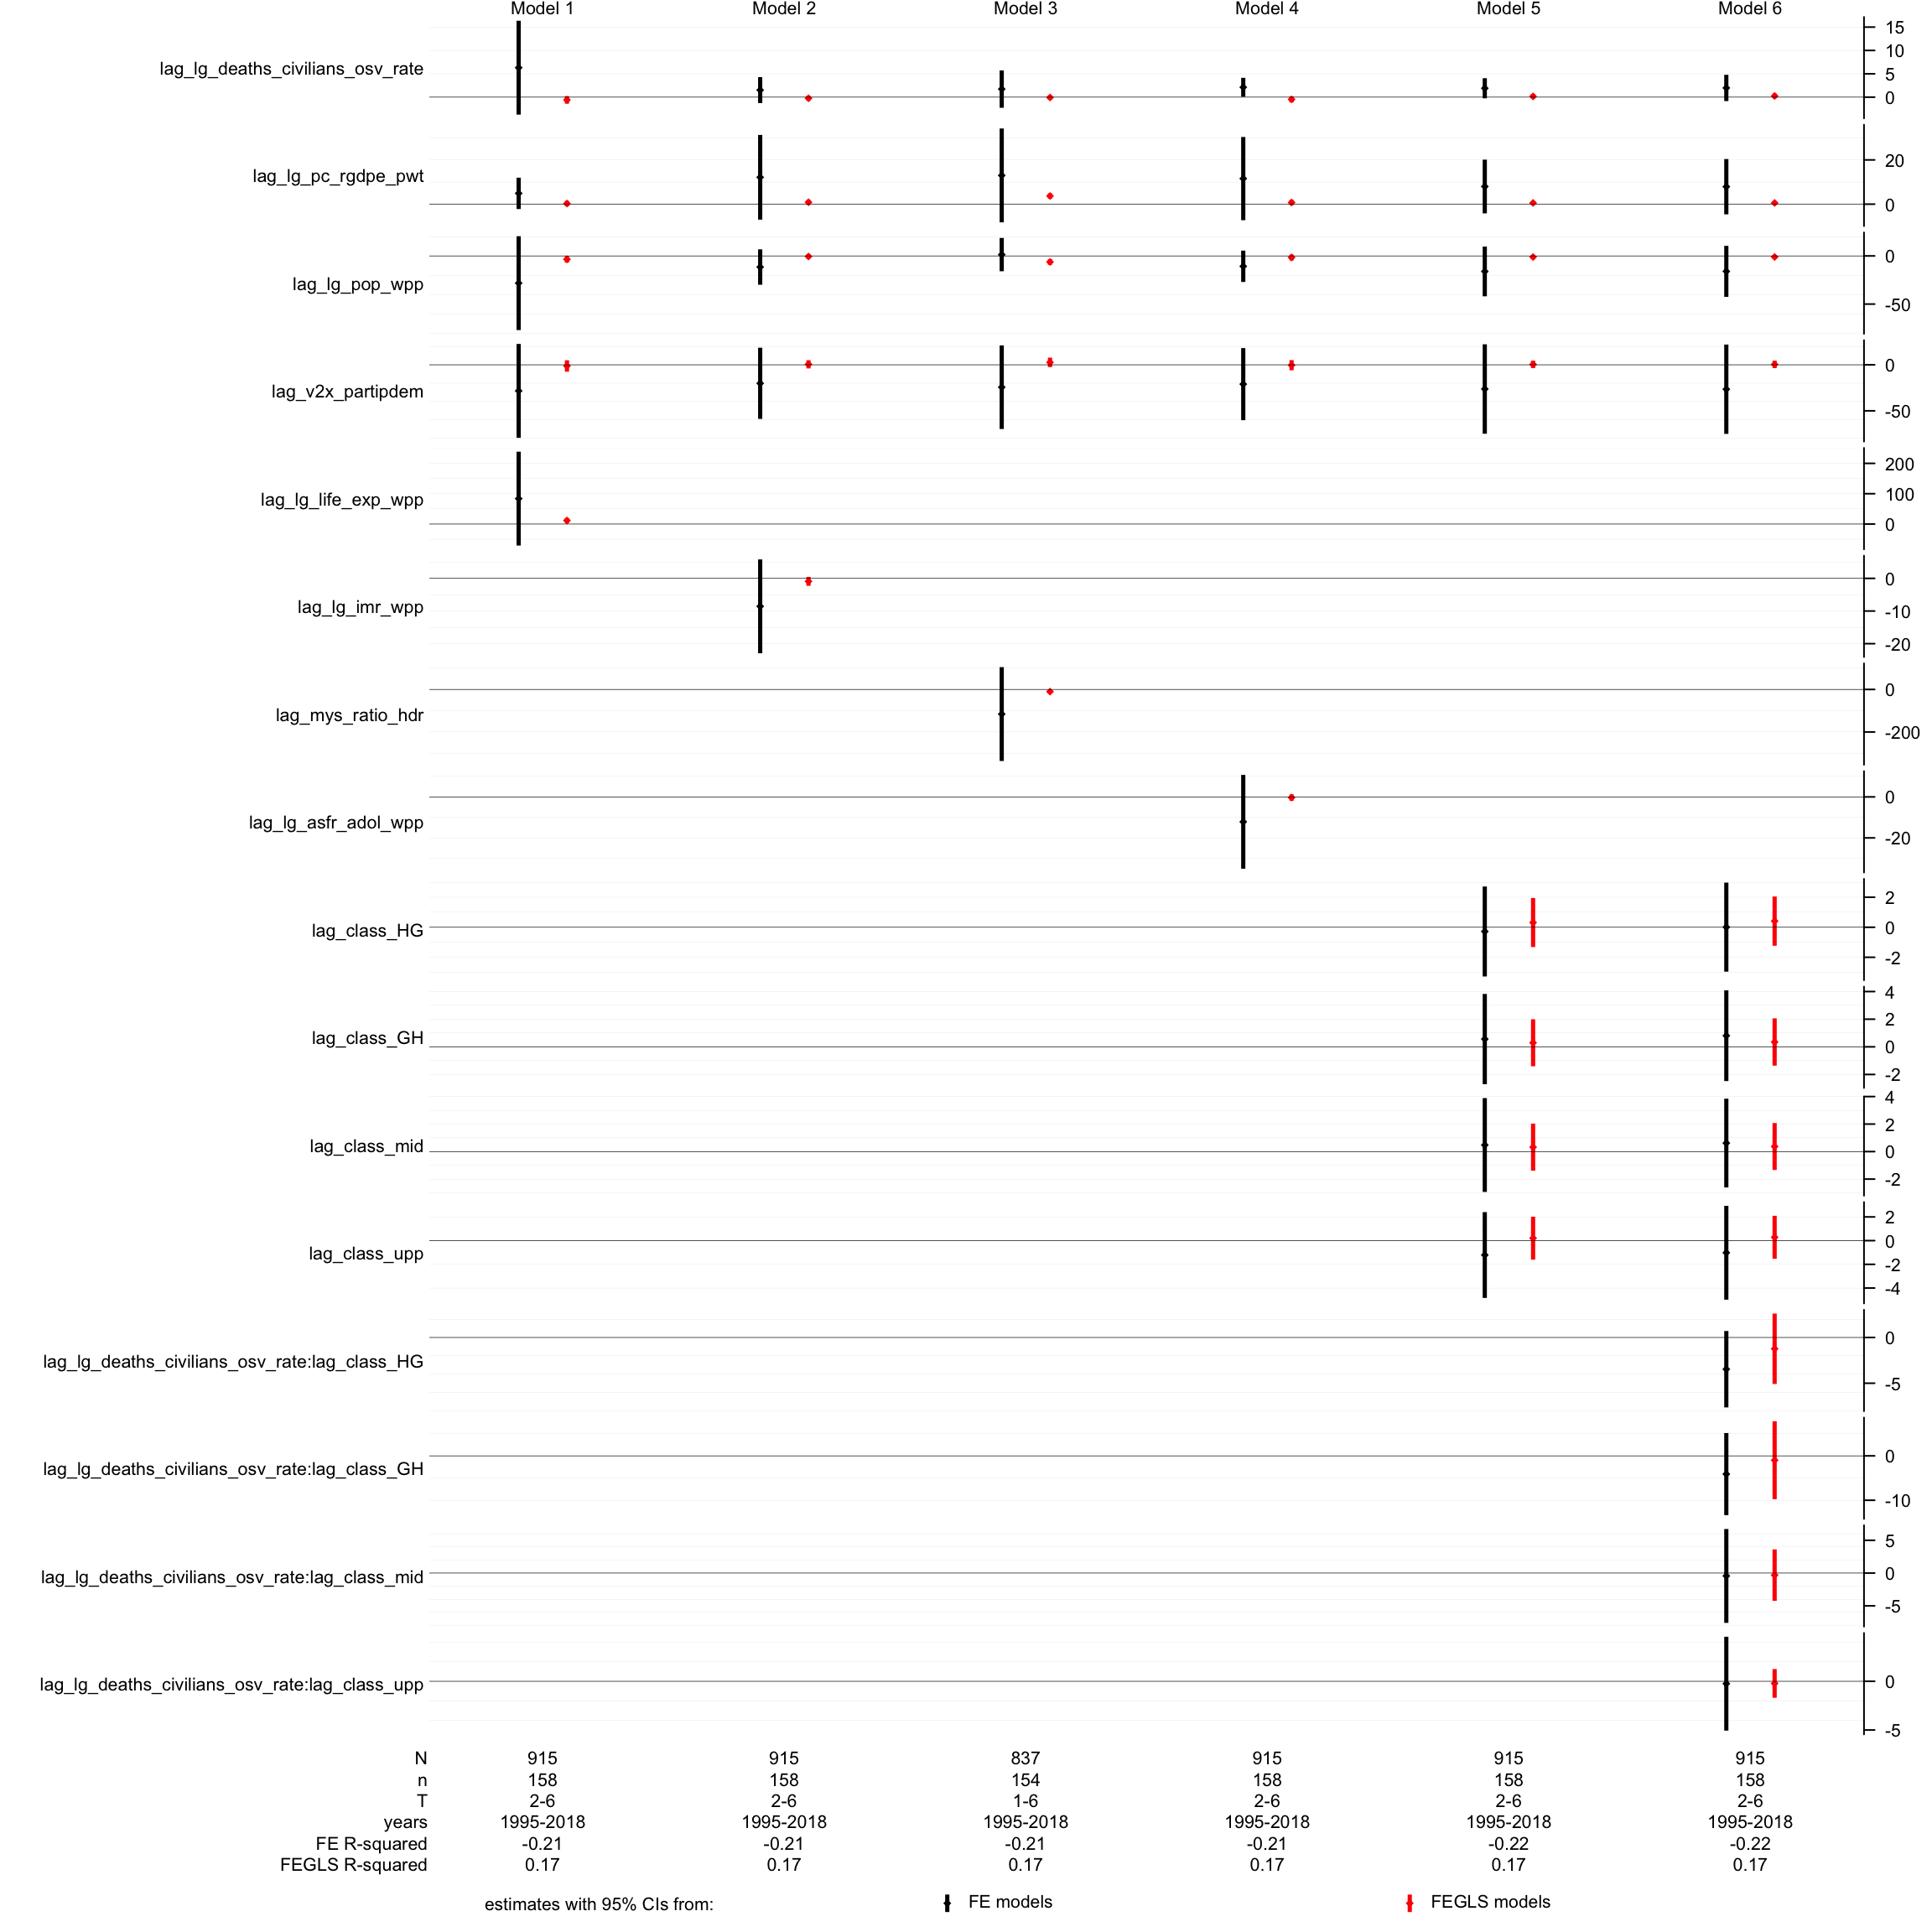 Model 1 Model 2 Model 3 Model 4 Model 5 Model 6
lag_lg_deaths_civilians_osv_rate 15 10 5 0
lag_lg_pc_rgdpe_pwt 20 0
lag_lg_pop_wpp 0 -50
lag_v2x_partipdem 0 -50
lag_lg_life_exp_wpp 200 100 0
lag_lg_imr_wpp 0 -10 -20
lag_mys_ratio_hdr 0 -200
lag_lg_asfr_adol_wpp 0 -20
lag_class_HG 2 0 -2
lag_class_GH 4 2 0 -2
lag_class_mid 4 2 0 -2
lag_class_upp 2 0 -2 -4
lag_lg_deaths_civilians_osv_rate:lag_class_HG 0 -5
lag_lg_deaths_civilians_osv_rate:lag_class_GH 0 -10
lag_lg_deaths_civilians_osv_rate:lag_class_mid 5 0 -5
lag_lg_deaths_civilians_osv_rate:lag_class_upp 0 -5
N 915 915 837 915 915 915
n 158 158 154 158 158 158
T 2-6 2-6 1-6 2-6 2-6 2-6
years 1995-2018 1995-2018 1995-2018 1995-2018 1995-2018 1995-2018
FE R-squared -0.21 -0.21 -0.21 -0.21 -0.22 -0.22
FEGLS R-squared 0.17 0.17 0.17 0.17 0.17 0.17
estimates with 95% CIs from: FE models FEGLS models